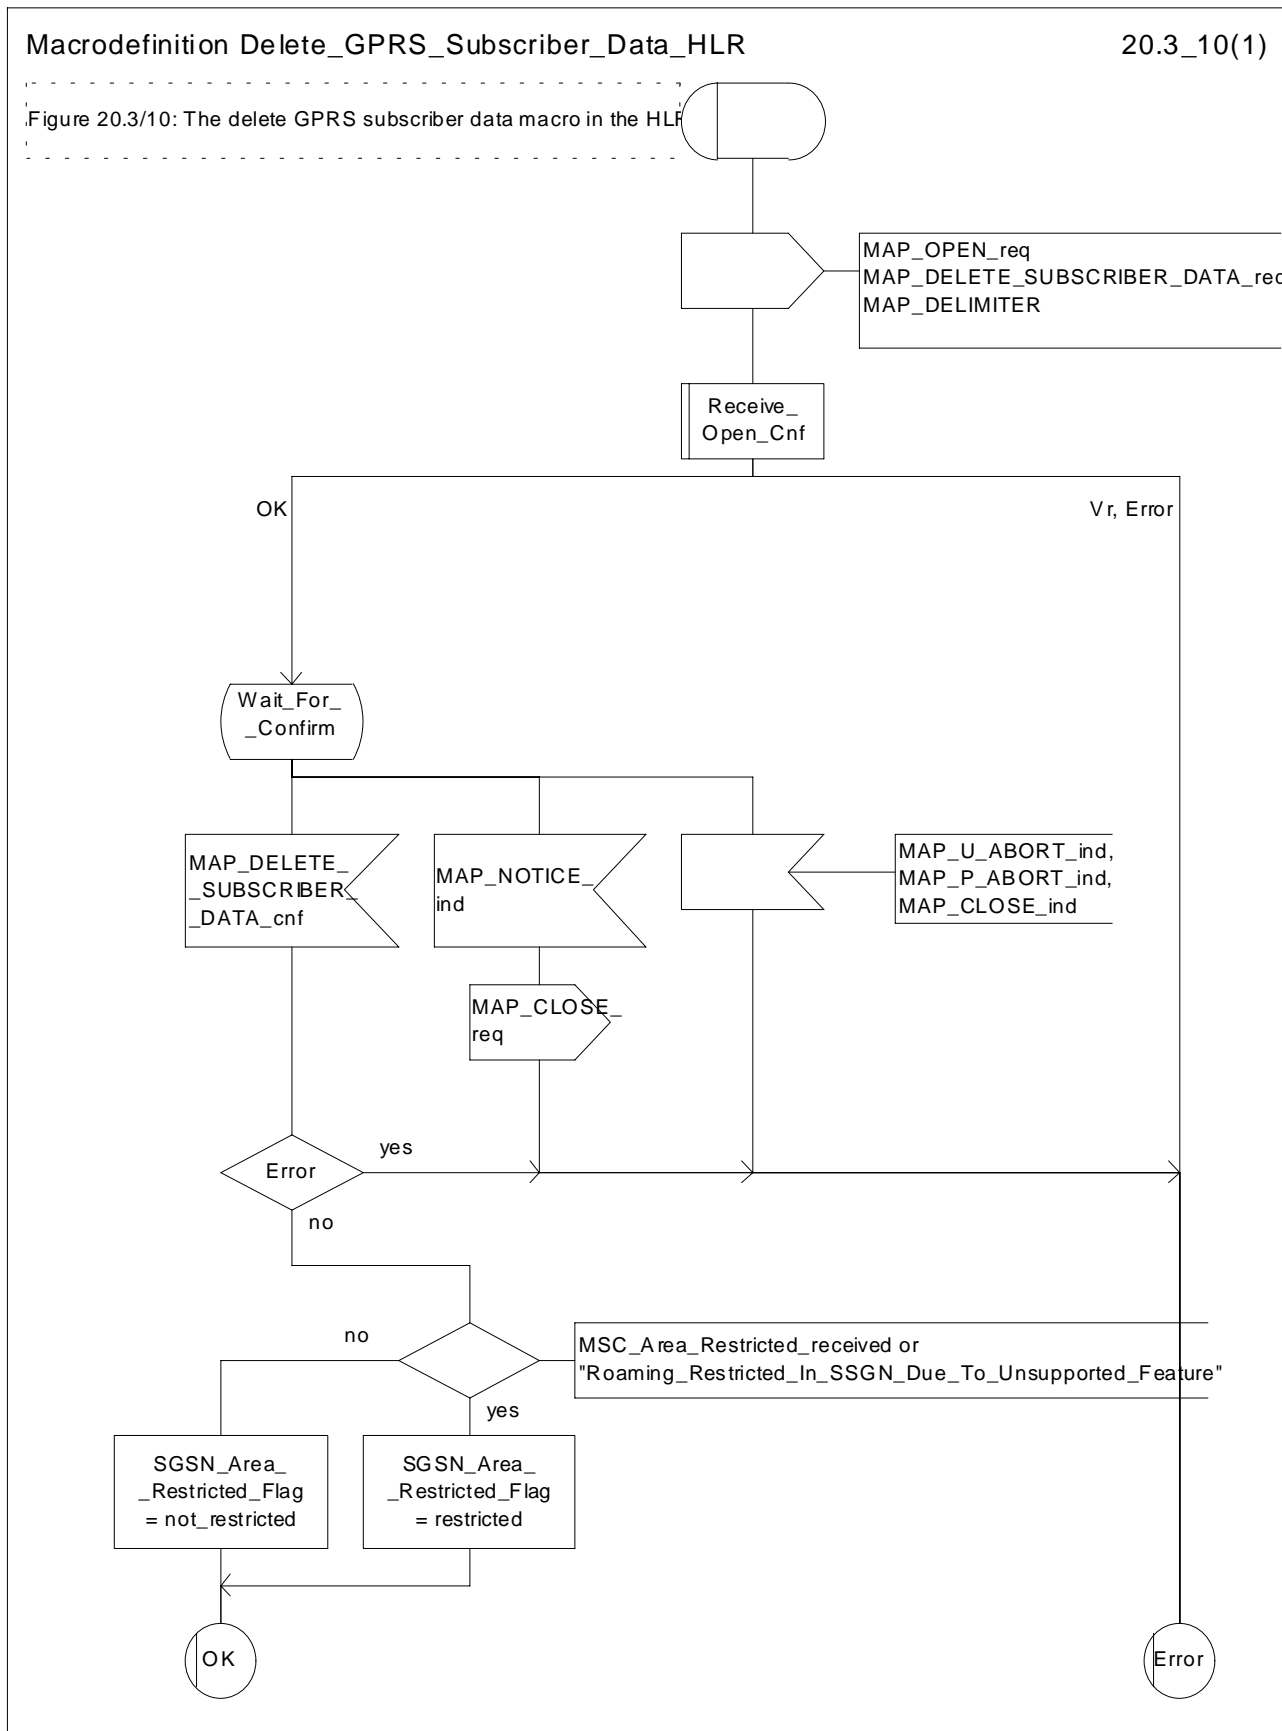 Macrodefinition Delete_GPRS_Subscriber_Data_HLR
20.3_10(1)
Figure 20.3/10: The delete GPRS subscriber data macro in the HLR
MAP_OPEN_req
MAP_DELETE_SUBSCRIBER_DATA_req
MAP_DELIMITER
Receive_
Open_Cnf
OK
Vr, Error
Wait_For_
_Confirm
MAP_DELETE_
_SUBSCRIBER_
_DATA_cnf
MAP_NOTICE_
ind
MAP_U_ABORT_ind,
MAP_P_ABORT_ind,
MAP_CLOSE_ind
MAP_CLOSE_
req
Error
yes
no
no
MSC_Area_Restricted_received or
"Roaming_Restricted_In_SSGN_Due_To_Unsupported_Feature"
yes
SGSN_Area_
_Restricted_Flag
= not_restricted
SGSN_Area_
_Restricted_Flag
= restricted
OK
Error